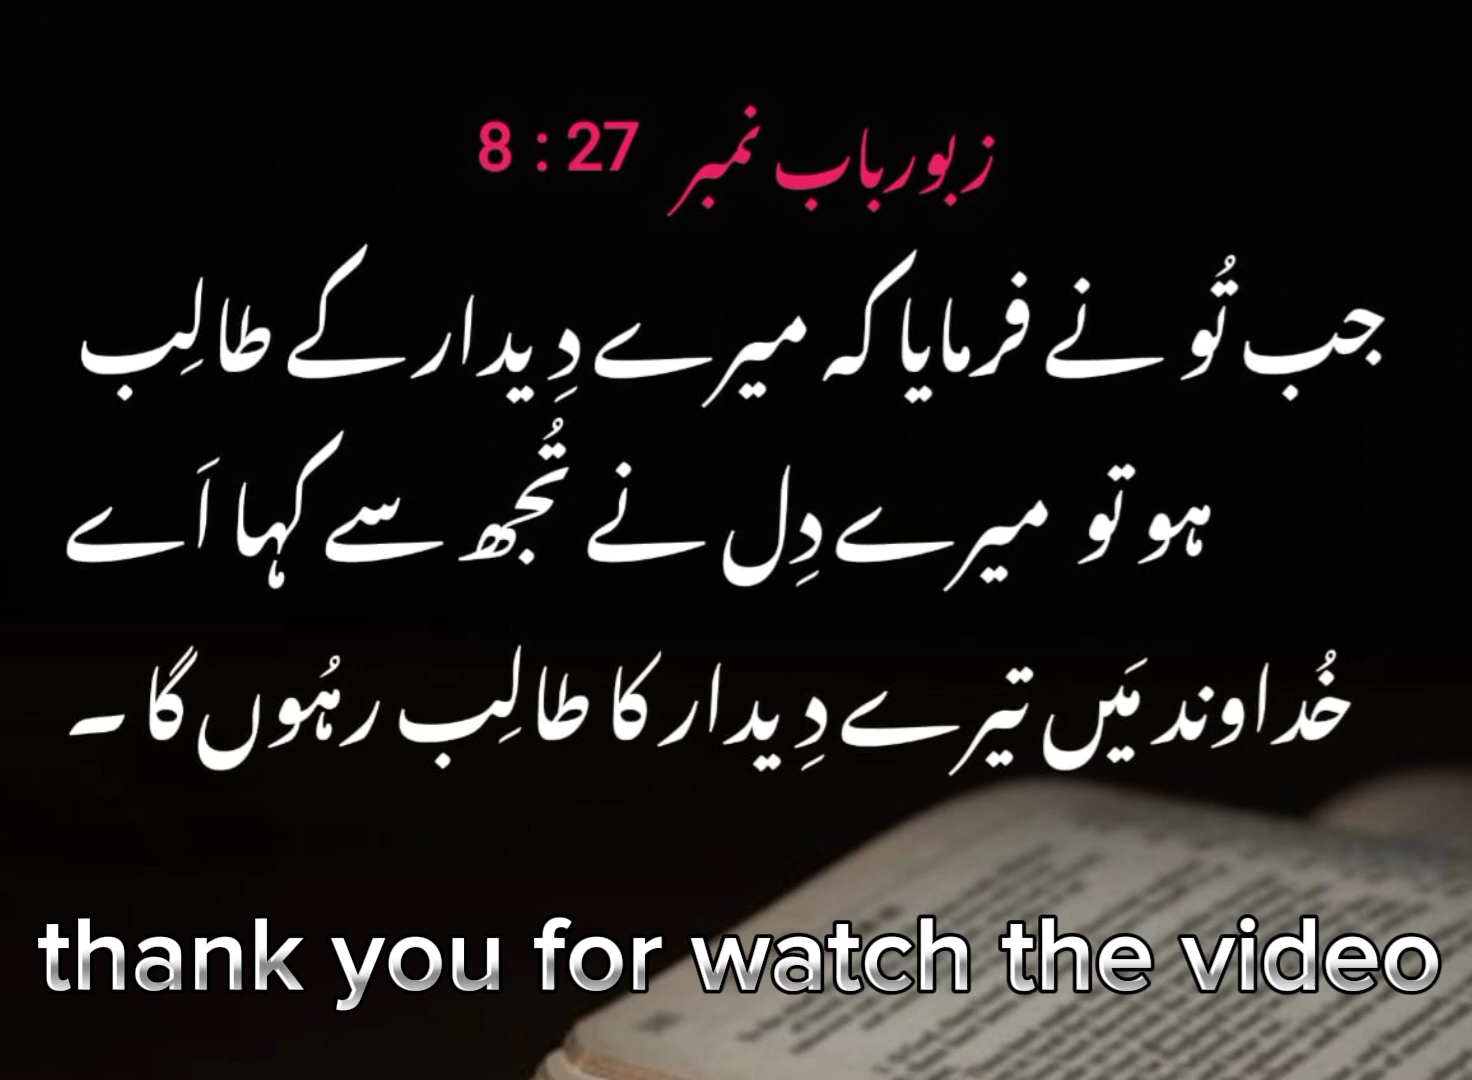 زبور باب نمبر 27 : 8
جب تُو نے فرمایا کہ میرے دِیدار کے طالِب
ہو تو میرے دِل نے تُجھ سے کہا اَے
خُداوند مَیں تیرے دِیدار کا طالِب رہُوں گا ۔
thank you for watch the video